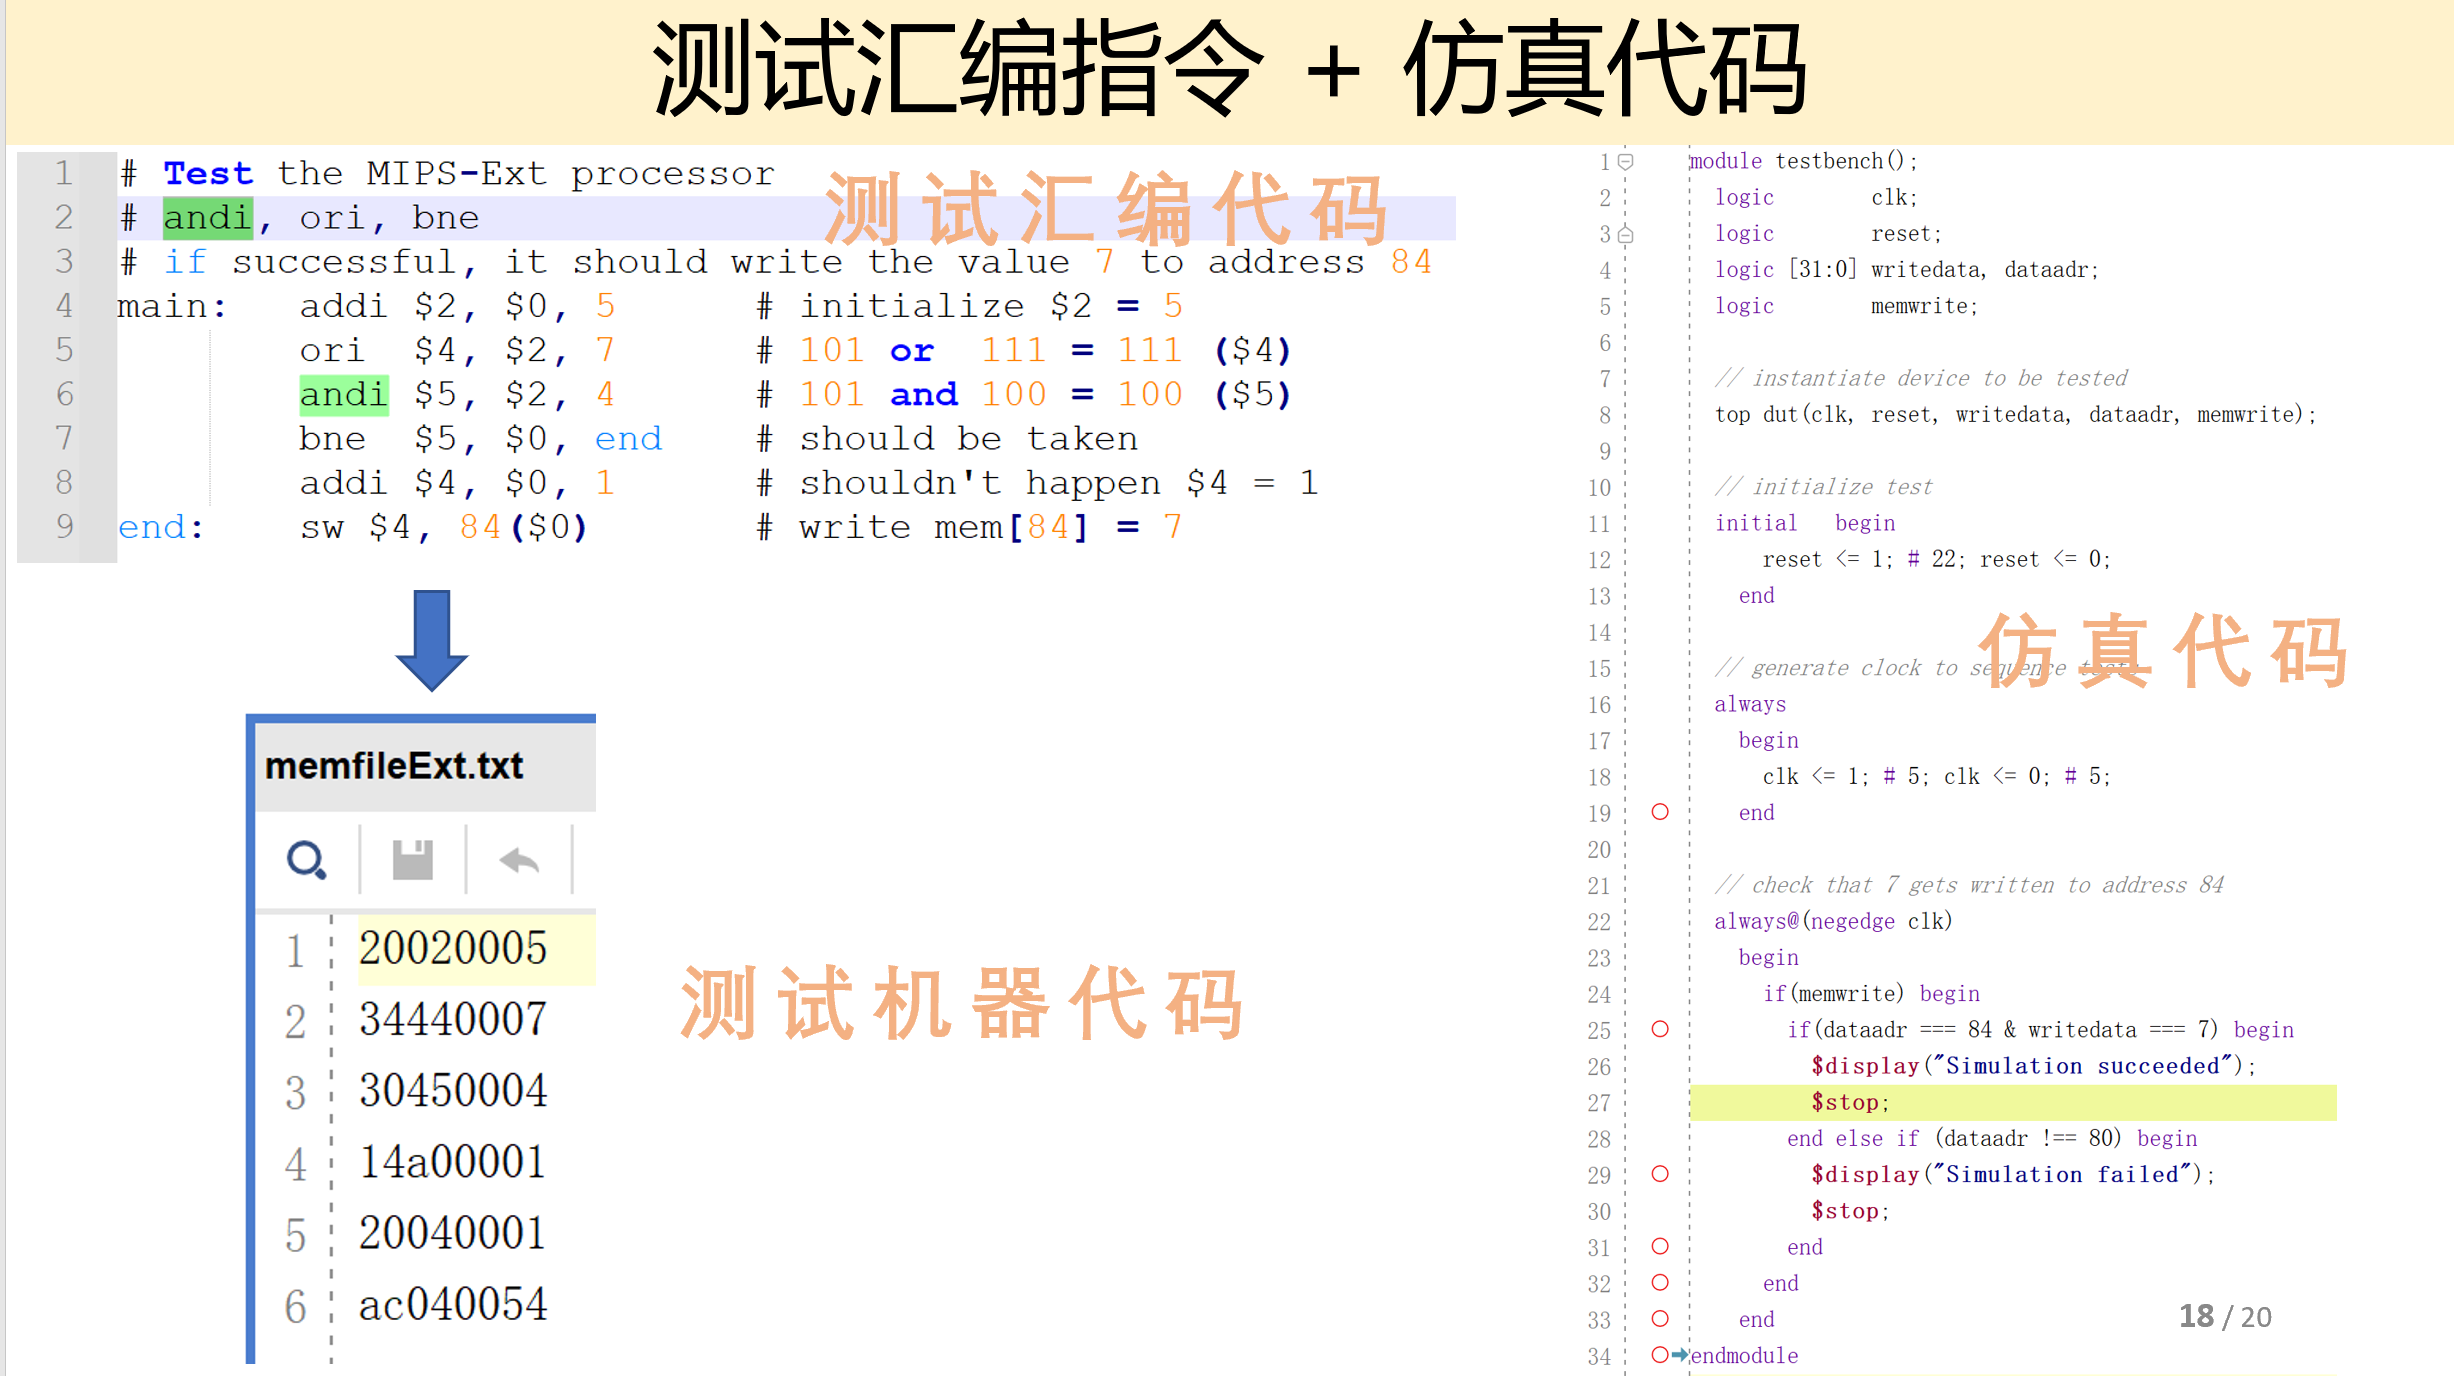 测试汇编指令 + 仿真代码
测试汇编代码
1 # Test the MIPS-Ext processor
2 # andi, ori, bne
3 # if successful, it should write the value 7 to address 84
4 main: addi $2, $0, 5 # initialize $2 = 5
5 ori $4, $2, 7 # 101 or 111 = 111 ($4)
6 andi $5, $2, 4 # 101 and 100 = 100 ($5)
7 bne $5, $0, end # should be taken
8 addi $4, $0, 1 # shouldn't happen $4 = 1
9 end: sw $4, 84($0) # write mem[84] = 7
memfileExt.txt
1 20020005
2 34440007
3 30450004
4 14a00001
5 20040001
6 ac040054
测试机器代码
1 module testbench();
2 logic clk;
3 logic reset;
4 logic [31:0] writedata, dataadr;
5 logic memwrite;
6
7 // instantiate device to be tested
8 top dut(clk, reset, writedata, dataadr, memwrite);
9
10 // initialize test
11 initial begin
12 reset <= 1; # 22; reset <= 0;
13 end
14
仿真代码
15 // generate clock to sequence tests
16 always
17 begin
18 clk <= 1; # 5; clk <= 0; # 5;
19 end
20
21 // check that 7 gets written to address 84
22 always@(negedge clk)
23 begin
24 if(memwrite) begin
25 if(dataadr === 84 & writedata === 7) begin
26 $display("Simulation succeeded");
27 $stop;
28 end else if (dataadr !== 80) begin
29 $display("Simulation failed");
30 $stop;
31 end
32 end
33 end
34 endmodule
18 / 20